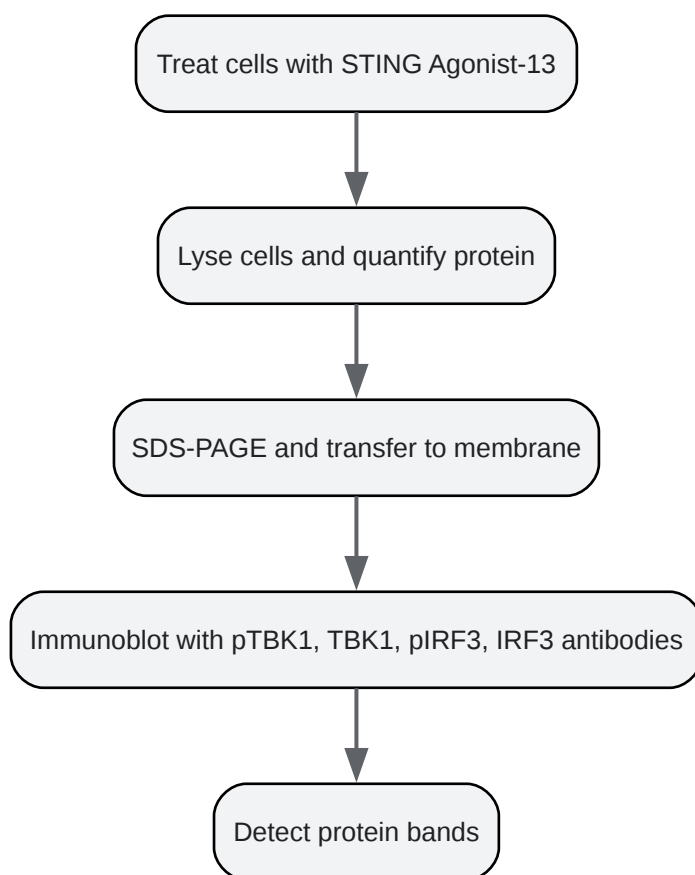 Treat cells with STING Agonist-13
Lyse cells and quantify protein
SDS-PAGE and transfer to membrane
Immunoblot with pTBK1, TBK1, pIRF3, IRF3 antibodies
Detect protein bands